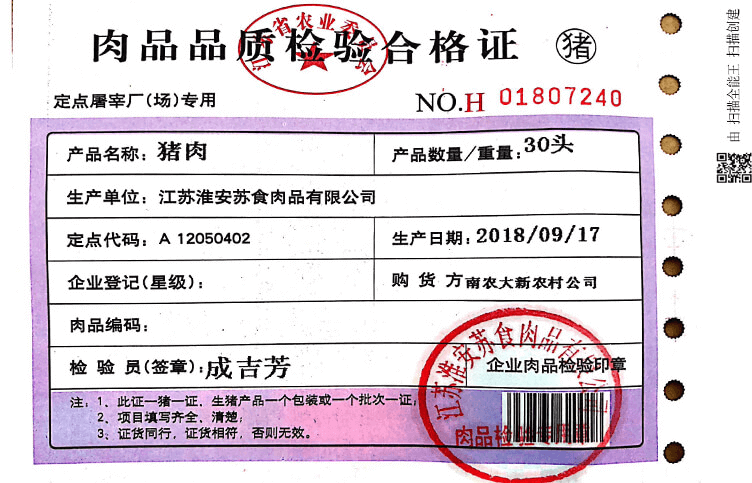 肉品品质检验合格证 猪
江苏省农业委员会
定点屠宰厂(场)专用 NO.H 01807240
产品名称：猪肉 产品数量/重量：30头
生产单位：江苏淮安苏食肉品有限公司
定点代码：A 12050402 生产日期：2018/09/17
企业登记(星级)： 购货方 南农大新农村公司
肉品编码：
检验员(签章)：成吉芳 企业肉品检验印章
江苏淮安苏食肉品有限公司
肉品检验专用章
注：1、此证一猪一证，生猪产品一个包装或一个批次一证；
2、项目填写齐全、清楚；
3、证货同行，证货相符，否则无效。
由 扫描全能王 扫描创建